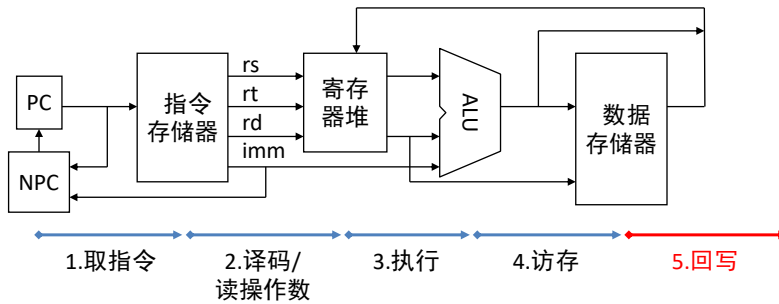 PC
NPC
指令
存储器
rs
rt
rd
imm
寄存
器堆
ALU
数据
存储器
1.取指令
2.译码/
读操作数
3.执行
4.访存
5.回写